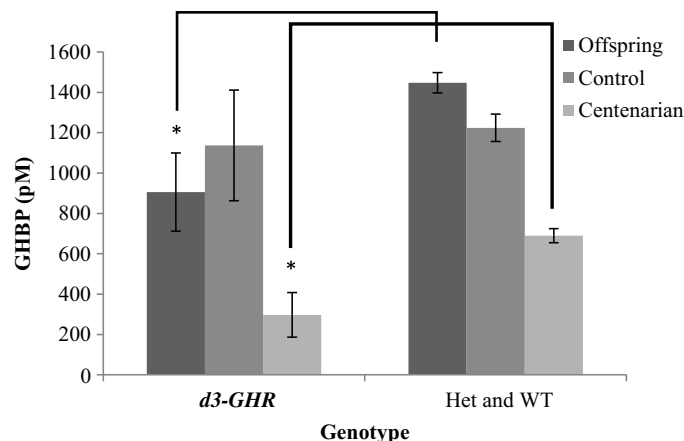 1600
1400
1200
1000
800
600
400
200
0
GHBP (pM)
*
*
Offspring
Control
Centenarian
d3-GHR
Het and WT
Genotype